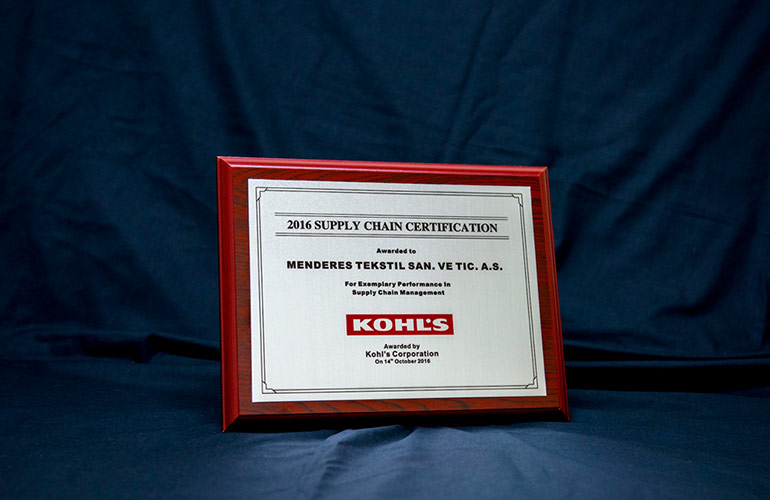 2016 SUPPLY CHAIN CERTIFICATION
Awarded to
MENDERES TEKSTIL SAN. VE TIC. A.S.
For Exemplary Performance in
Supply Chain Management
KOHL'S
Awarded by
Kohl's Corporation
On 14th October 2016